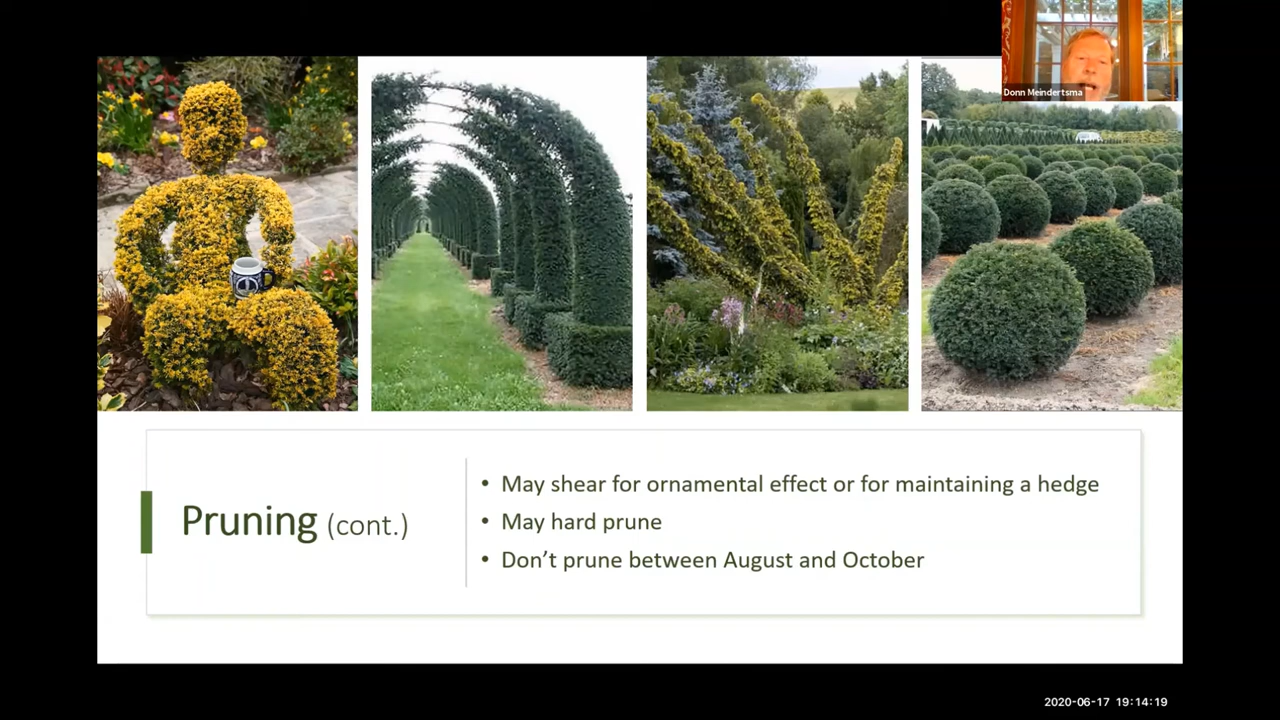 Donn Meindertsma
Pruning (cont.)
• May shear for ornamental effect or for maintaining a hedge
• May hard prune
• Don’t prune between August and October
2020-06-17 19:14:19